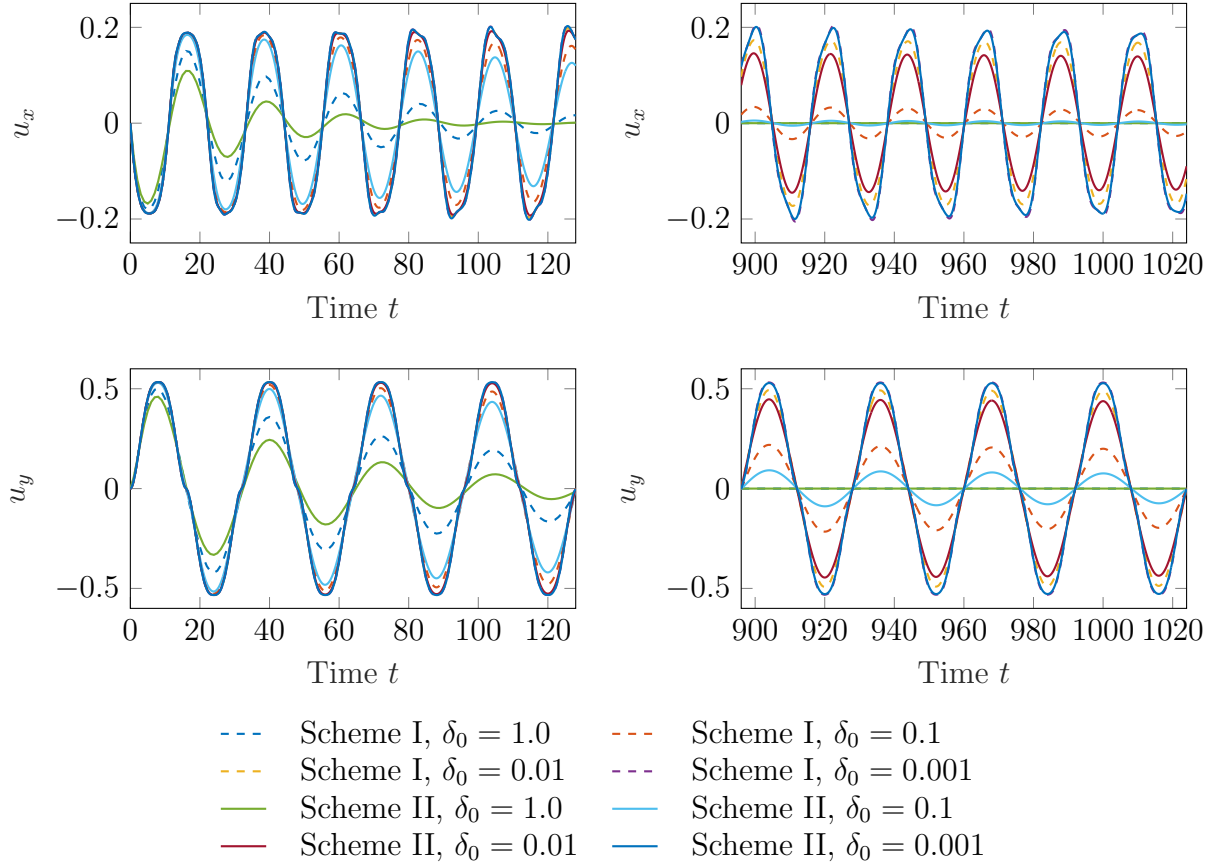 0.2
0
−0.2
u_x
0 20 40 60 80 100 120
Time t
0.2
0
−0.2
u_x
900 920 940 960 980 1000 1020
Time t
0.5
0
−0.5
u_y
0 20 40 60 80 100 120
Time t
0.5
0
−0.5
u_y
900 920 940 960 980 1000 1020
Time t
Scheme I, δ₀ = 1.0
Scheme I, δ₀ = 0.1
Scheme I, δ₀ = 0.01
Scheme I, δ₀ = 0.001
Scheme II, δ₀ = 1.0
Scheme II, δ₀ = 0.1
Scheme II, δ₀ = 0.01
Scheme II, δ₀ = 0.001